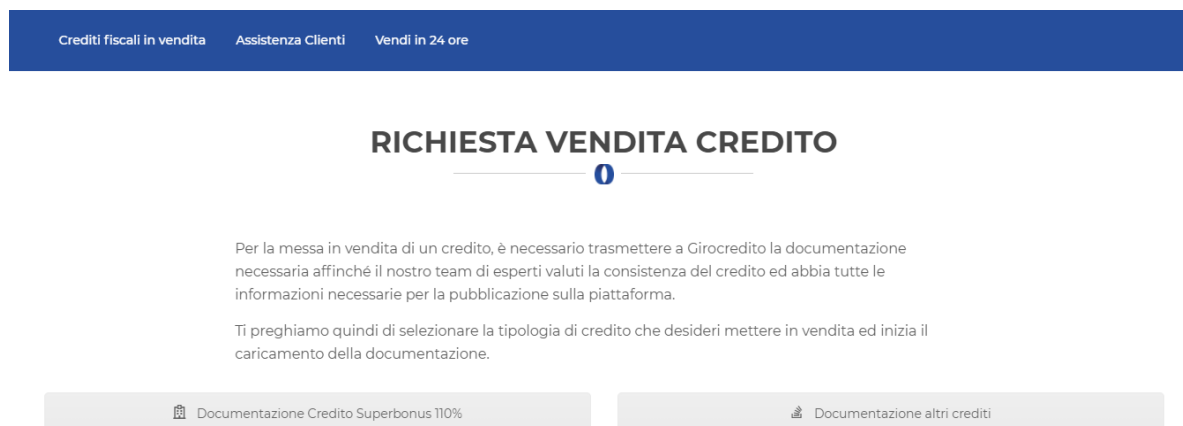 Crediti fiscali in vendita Assistenza Clienti Vendi in 24 ore
RICHIESTA VENDITA CREDITO
Per la messa in vendita di un credito, è necessario trasmettere a Girocredito la documentazione
necessaria affinché il nostro team di esperti valuti la consistenza del credito ed abbia tutte le
informazioni necessarie per la pubblicazione sulla piattaforma.
Ti preghiamo quindi di selezionare la tipologia di credito che desideri mettere in vendita ed inizia il
caricamento della documentazione.
Documentazione Credito Superbonus 110% Documentazione altri crediti